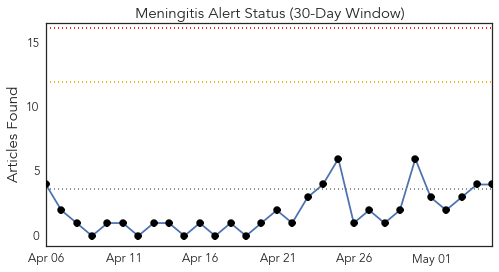 Meningitis Alert Status (30-Day Window)
Articles Found
15
10
5
0
Apr 06
Apr 11
Apr 16
Apr 21
Apr 26
May 01